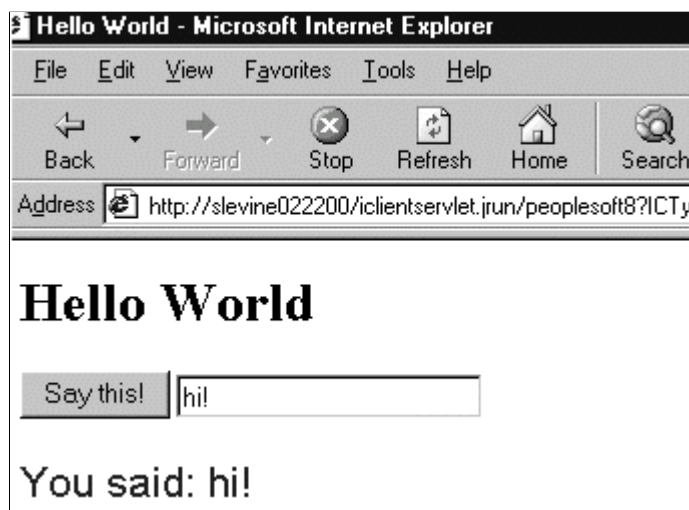 Hello World - Microsoft Internet Explorer
File Edit View Favorites Tools Help
Back Forward Stop Refresh Home Search
Address http://slevine022200/iclientservlet.jrun/peoplesoft8?ICTy
Hello World
Say this! hi!
You said: hi!